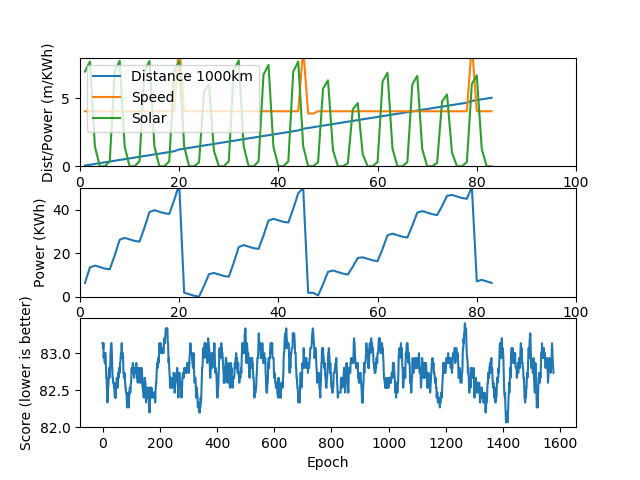 Dist/Power (m/KWh)
5
0
Distance 1000km
Speed
Solar
0 20 40 60 80 100
Power (KWh)
40
20
0
0 20 40 60 80 100
Score (lower is better)
83.0
82.5
82.0
0 200 400 600 800 1000 1200 1400 1600
Epoch